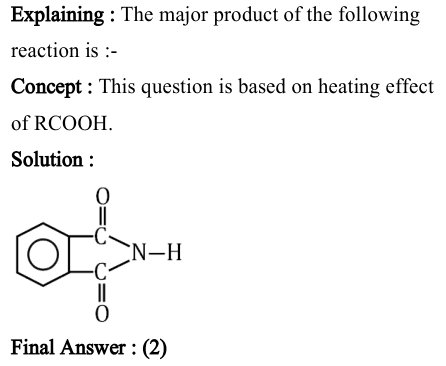 Explaining : The major product of the following
reaction is :-
Concept : This question is based on heating effect
of RCOOH.
Solution :
O
C
N–H
C
O
Final Answer : (2)